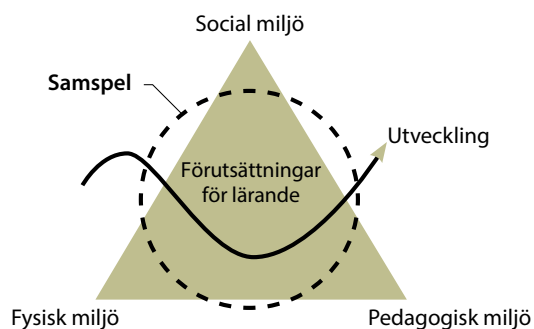 Social miljö
Samspel
Utveckling
Förutsättningar
för lärande
Fysisk miljö
Pedagogisk miljö